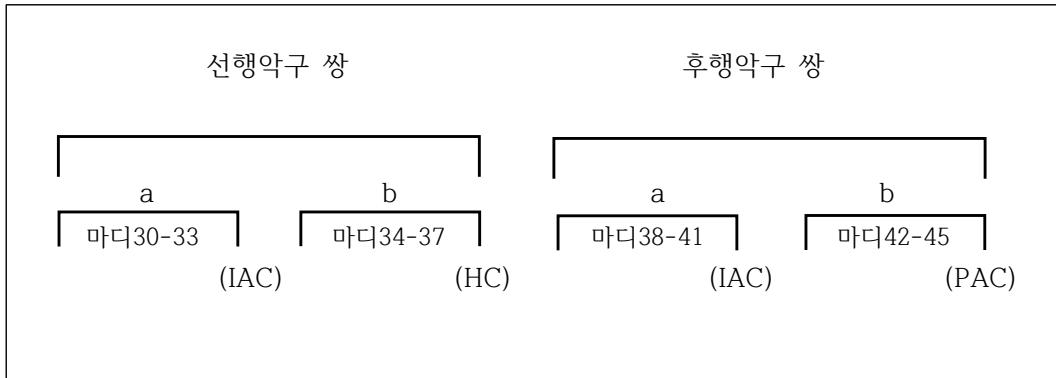 선행악구 쌍 후행악구 쌍
a b a b
마디30-33 마디34-37 마디38-41 마디42-45
(IAC) (HC) (IAC) (PAC)